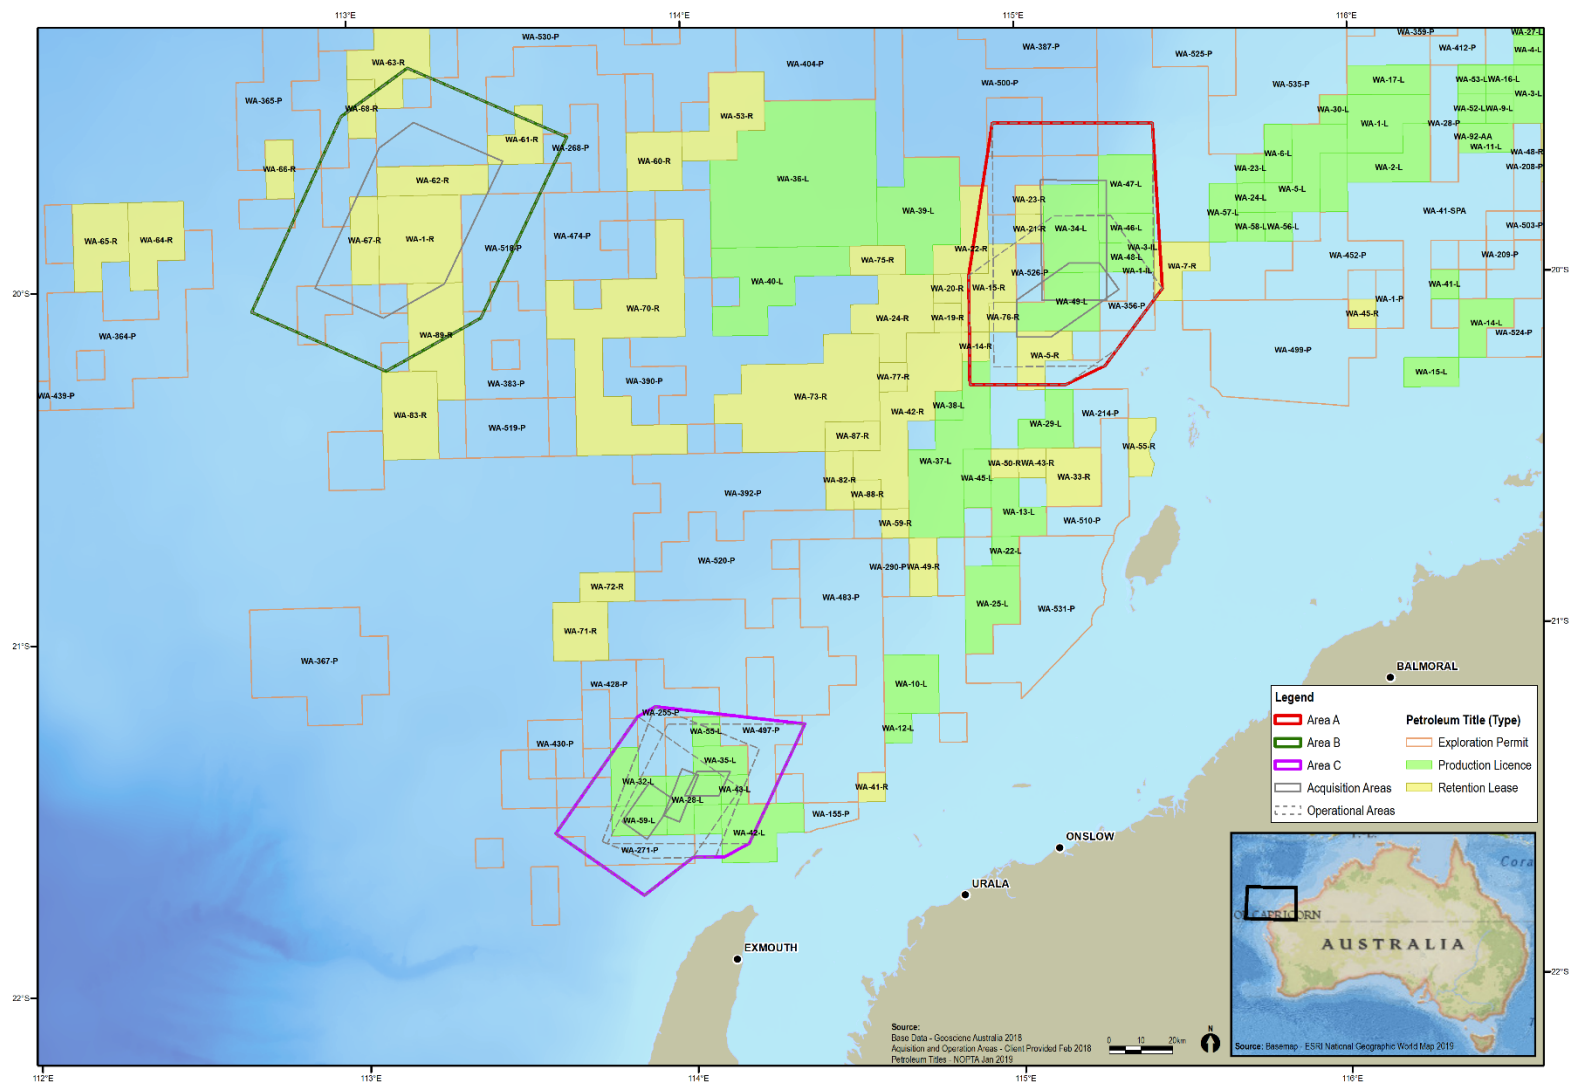 113°E
114°E
115°E
116°E
WA-530-P
WA-387-P
WA-359-P
WA-27-L
WA-525-P
WA-412-P
WA-4-L
WA-63-R
WA-404-P
WA-500-P
WA-535-P
WA-17-L
WA-53-L
WA-16-L
WA-3-L
WA-365-P
WA-68-R
WA-53-R
WA-30-L
WA-52-L
WA-9-L
WA-1-L
WA-28-P
WA-61-R
WA-268-P
WA-92-AA
WA-11-L
WA-48-R
WA-60-R
WA-6-L
WA-66-R
WA-62-R
WA-36-L
WA-23-L
WA-2-L
WA-208-P
WA-47-L
WA-5-L
WA-24-L
WA-23-R
WA-39-L
WA-57-L
WA-41-SPA
WA-65-R
WA-64-R
WA-67-R
WA-1-R
WA-518-P
WA-474-P
WA-21-R
WA-34-L
WA-46-L
WA-58-L
WA-56-L
WA-503-P
WA-22-R
WA-3-IL
WA-48-L
WA-452-P
WA-209-P
WA-75-R
WA-526-P
WA-1-IL
WA-7-R
20°S
20°S
WA-40-L
WA-20-R
WA-15-R
WA-41-L
WA-70-R
WA-49-L
WA-356-P
WA-1-P
WA-45-R
WA-24-R
WA-19-R
WA-76-R
WA-14-L
WA-524-P
WA-364-P
WA-89-R
WA-14-R
WA-5-R
WA-499-P
WA-15-L
WA-439-P
WA-383-P
WA-390-P
WA-77-R
WA-73-R
WA-38-L
WA-42-R
WA-214-P
WA-83-R
WA-519-P
WA-29-L
WA-87-R
WA-55-R
WA-37-L
WA-50-R
WA-43-R
WA-82-R
WA-45-L
WA-33-R
WA-392-P
WA-88-R
WA-13-L
WA-59-R
WA-510-P
WA-22-L
WA-520-P
WA-290-P
WA-49-R
WA-72-R
WA-483-P
WA-25-L
WA-531-P
WA-71-R
21°S
21°S
WA-367-P
BALMORAL
WA-428-P
WA-10-L
WA-255-P
WA-55-L
WA-497-P
WA-12-L
WA-430-P
WA-35-L
WA-32-L
WA-43-L
WA-41-R
WA-28-L
WA-155-P
WA-59-L
WA-42-L
WA-271-P
ONSLOW
URALA
EXMOUTH
22°S
22°S
Legend
Area A
Area B
Area C
Acquisition Areas
Operational Areas
Petroleum Title (Type)
Exploration Permit
Production Licence
Retention Lease
Cora
OF CAPRICORN
AUSTRALIA
Source: Basemap - ESRI National Geographic World Map 2019
Source:
Base Data - Geosciene Australia 2018
Aquisition and Operation Areas - Client Provided Feb 2018
Petroleum Titles - NOPTA Jan 2019
0 10 20km
N
112°E
113°E
114°E
115°E
116°E